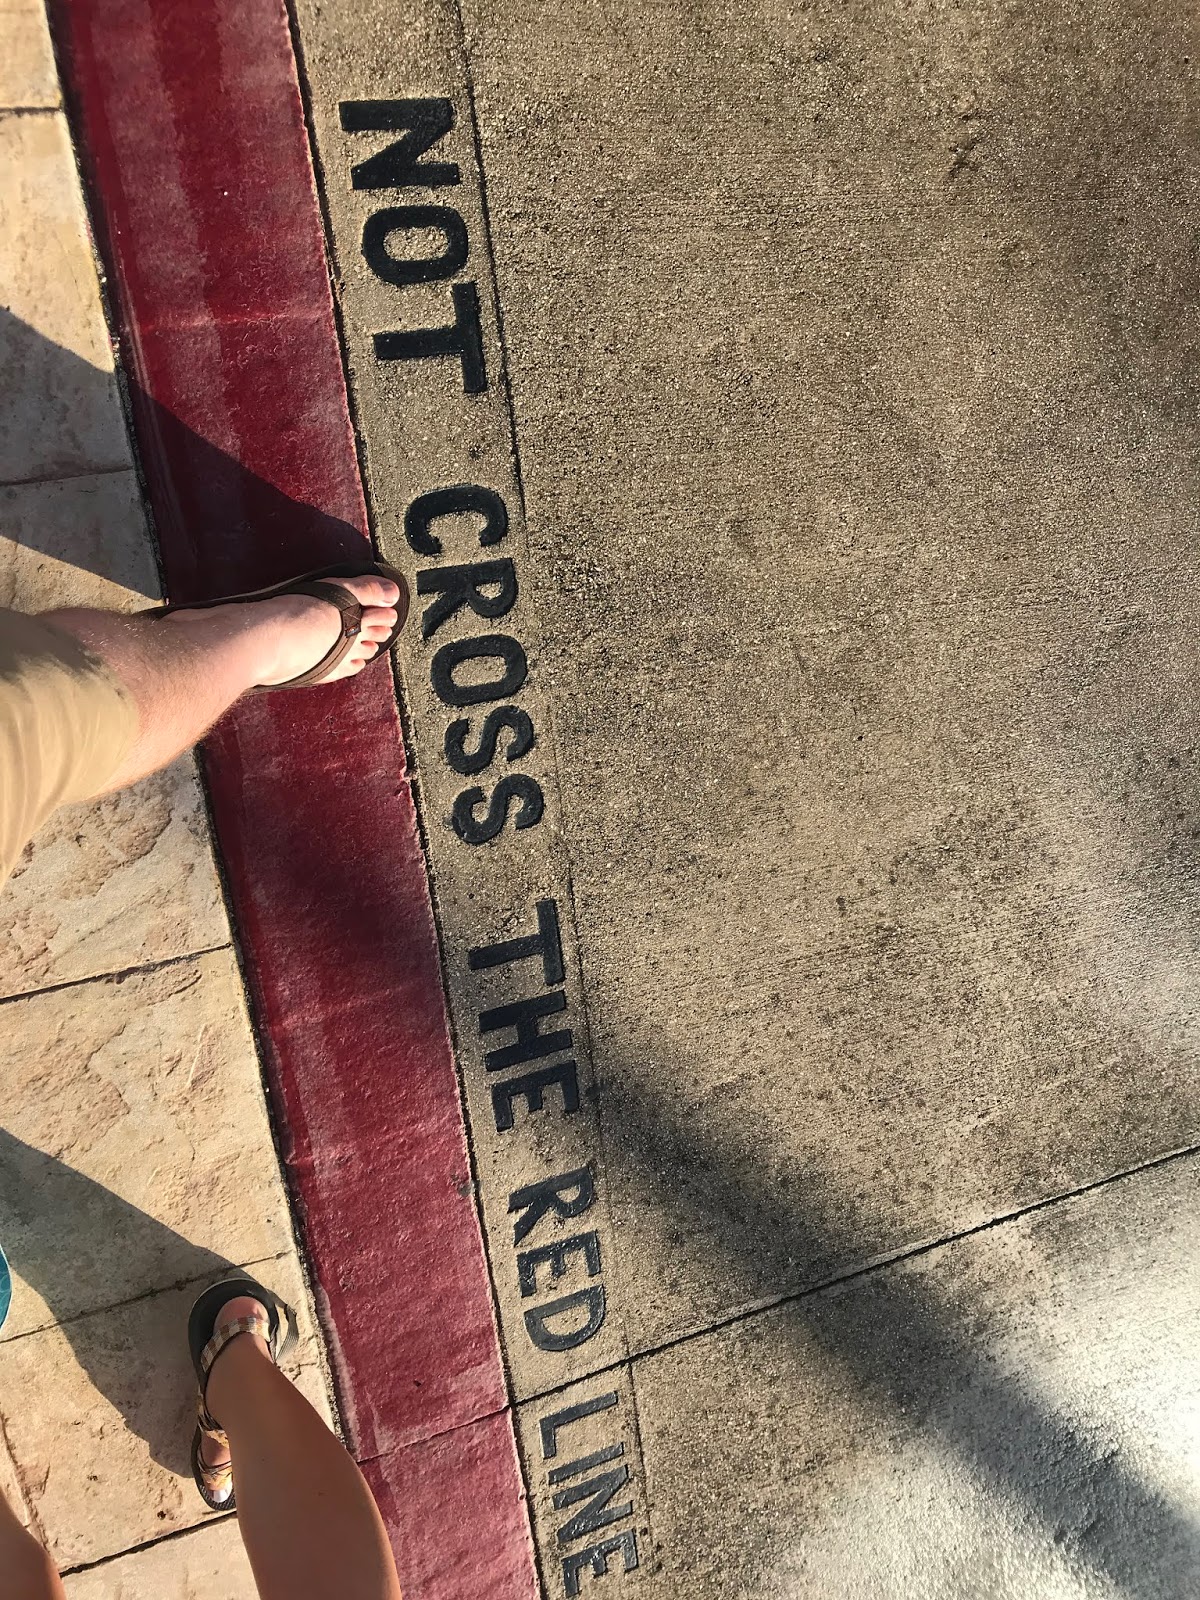 NOT CROSS THE RED LINE